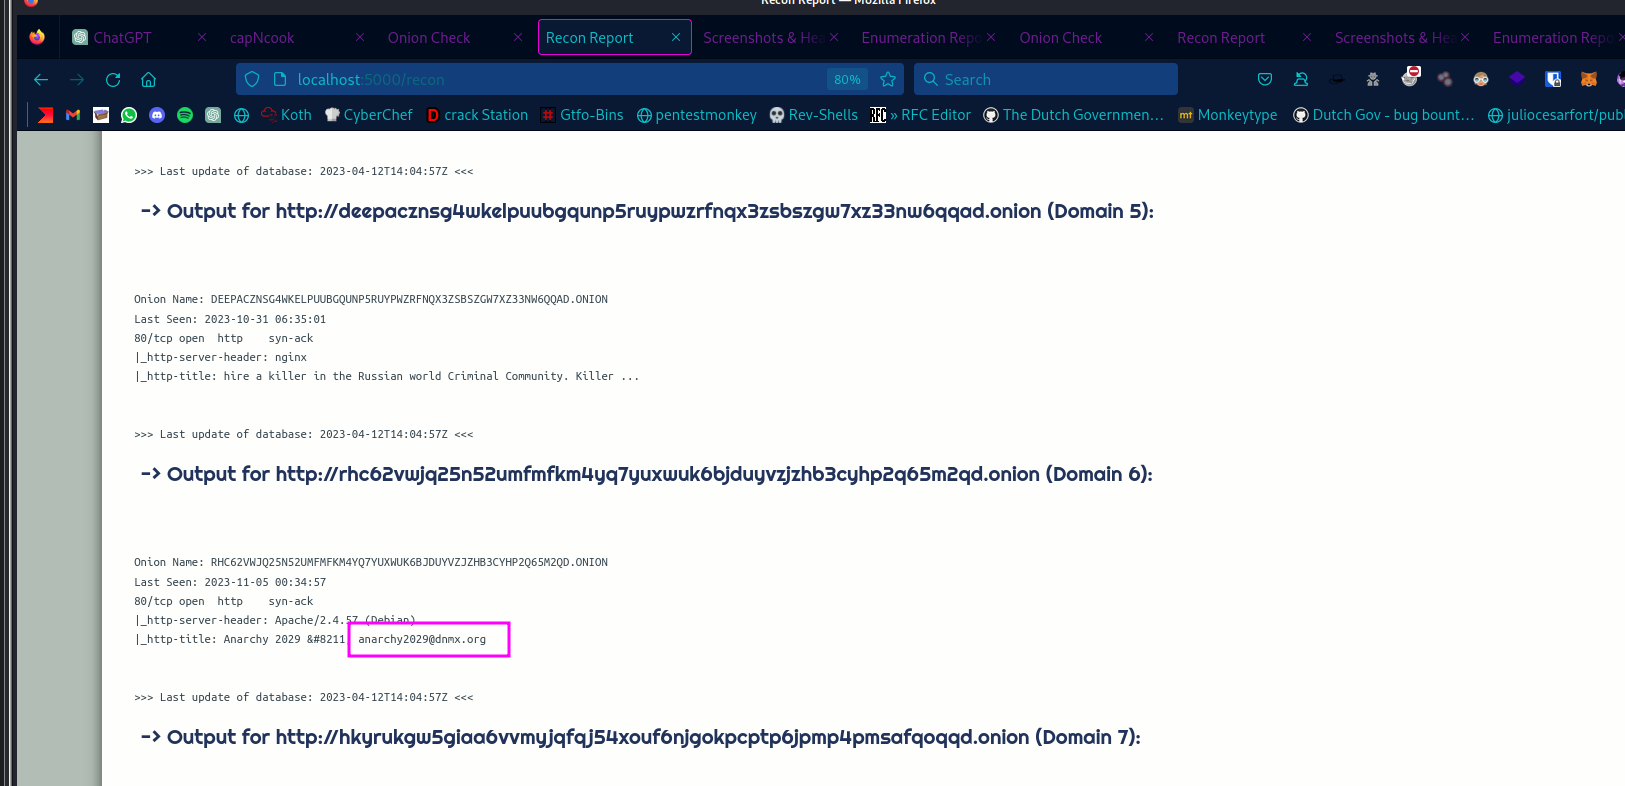 Recon Report — Mozilla Firefox
ChatGPT
capNcook
Onion Check
Recon Report
Screenshots & Hea
Enumeration Repo
Onion Check
Recon Report
Screenshots & Hea
Enumeration Repo
localhost:5000/recon
80%
Search
Koth
CyberChef
D crack Station
Gtfo-Bins
pentestmonkey
Rev-Shells
RFC » RFC Editor
The Dutch Governmen…
mt Monkeytype
Dutch Gov - bug bount…
juliocesarfort/publ
>>> Last update of database: 2023-04-12T14:04:57Z <<<
-> Output for http://deepacznsg4wkelpuubgqunp5ruypwzrfnqx3zsbszgw7xz33nw6qqad.onion (Domain 5):
Onion Name: DEEPACZNSG4WKELPUUBGQUNP5RUYPWZRFNQX3ZSBSZGW7XZ33NW6QQAD.ONION
Last Seen: 2023-10-31 06:35:01
80/tcp open  http    syn-ack
|_http-server-header: nginx
|_http-title: hire a killer in the Russian world Criminal Community. Killer ...
>>> Last update of database: 2023-04-12T14:04:57Z <<<
-> Output for http://rhc62vwjq25n52umfmfkm4yq7yuxwuk6bjduyvzjzhb3cyhp2q65m2qd.onion (Domain 6):
Onion Name: RHC62VWJQ25N52UMFMFKM4YQ7YUXWUK6BJDUYVZJZHB3CYHP2Q65M2QD.ONION
Last Seen: 2023-11-05 00:34:57
80/tcp open  http    syn-ack
|_http-server-header: Apache/2.4.57 (Debian)
|_http-title: Anarchy 2029 &#8211 anarchy2029@dnmx.org
>>> Last update of database: 2023-04-12T14:04:57Z <<<
-> Output for http://hkyrukgw5giaa6vvmyjqfqj54xouf6njgokpcptp6jpmp4pmsafqoqqd.onion (Domain 7):